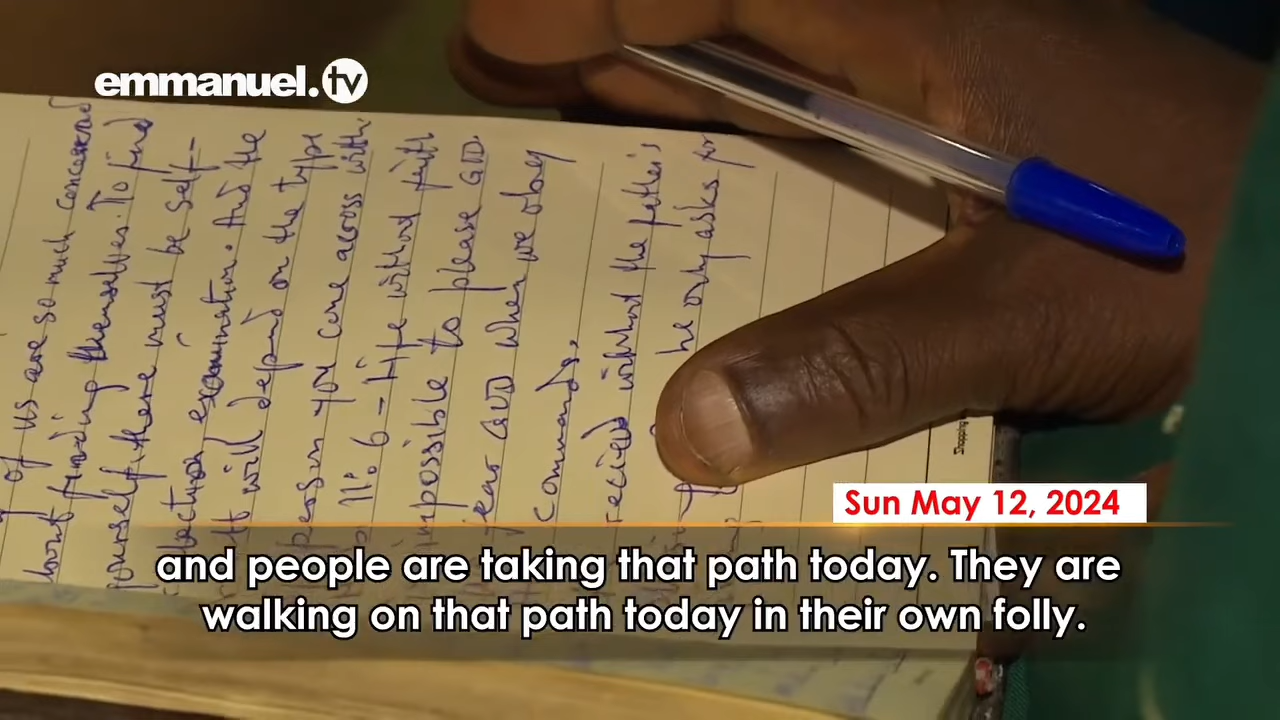 emmanuel.tv
of us are so much concerned
about finding themselves. To find
yourself, there must be self-
examination. And the
it will depend on the type
person you come across with.
11:6 - life without faith
impossible to please GOD.
fear GOD when we obey
commands.
without the father's
he only asks for
Shopping
Sun May 12, 2024
and people are taking that path today. They are
walking on that path today in their own folly.